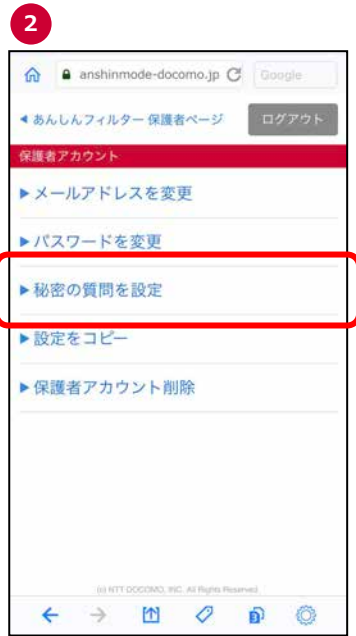 2
anshinmode-docomo.jp Google
あんしんフィルター 保護者ページ ログアウト
保護者アカウント
▶メールアドレスを変更
▶パスワードを変更
▶秘密の質問を設定
▶設定をコピー
▶保護者アカウント削除
(c) NTT DOCOMO, INC. All Rights Reserved.